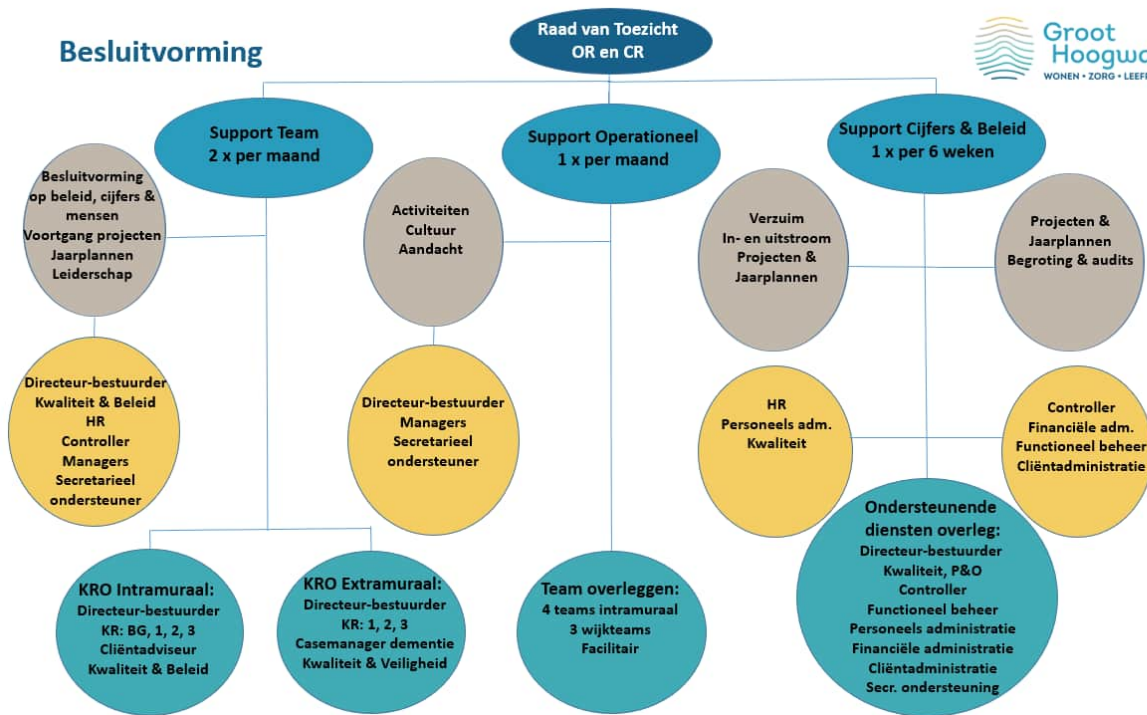 Besluitvorming
Raad van Toezicht
OR en CR
Groot
WONEN • ZORG •
Support Team
2 x per maand
Support Operationeel
1 x per maand
Support Cijfers & Beleid
1 x per 6 weken
Besluitvorming
op beleid, cijfers &
mensen
Voortgang projecten
Jaarplannen
Leiderschap
Activiteiten
Cultuur
Aandacht
Verzuim
In- en uitstroom
Projecten &
Jaarplannen
Projecten &
Jaarplannen
Begroting & audits
Directeur-bestuurder
Kwaliteit & Beleid
HR
Controller
Managers
Secretarieel
ondersteuner
Directeur-bestuurder
Managers
Secretarieel
ondersteuner
HR
Personeels adm.
Kwaliteit
Controller
Financiële adm.
Functioneel beheer
Cliëntadministratie
KRO Intramuraal:
Directeur-bestuurder
KR: BG, 1, 2, 3
Cliëntadviseur
Kwaliteit & Beleid
KRO Extramuraal:
Directeur-bestuurder
KR: 1, 2, 3
Casemanager dementie
Kwaliteit & Veiligheid
Team overleggen:
4 teams intramuraal
3 wijkteams
Facilitair
Ondersteunende
diensten overleg:
Directeur-bestuurder
Kwaliteit, P&O
Controller
Functioneel beheer
Personeels administratie
Financiële administratie
Cliëntadministratie
Secr. ondersteuning